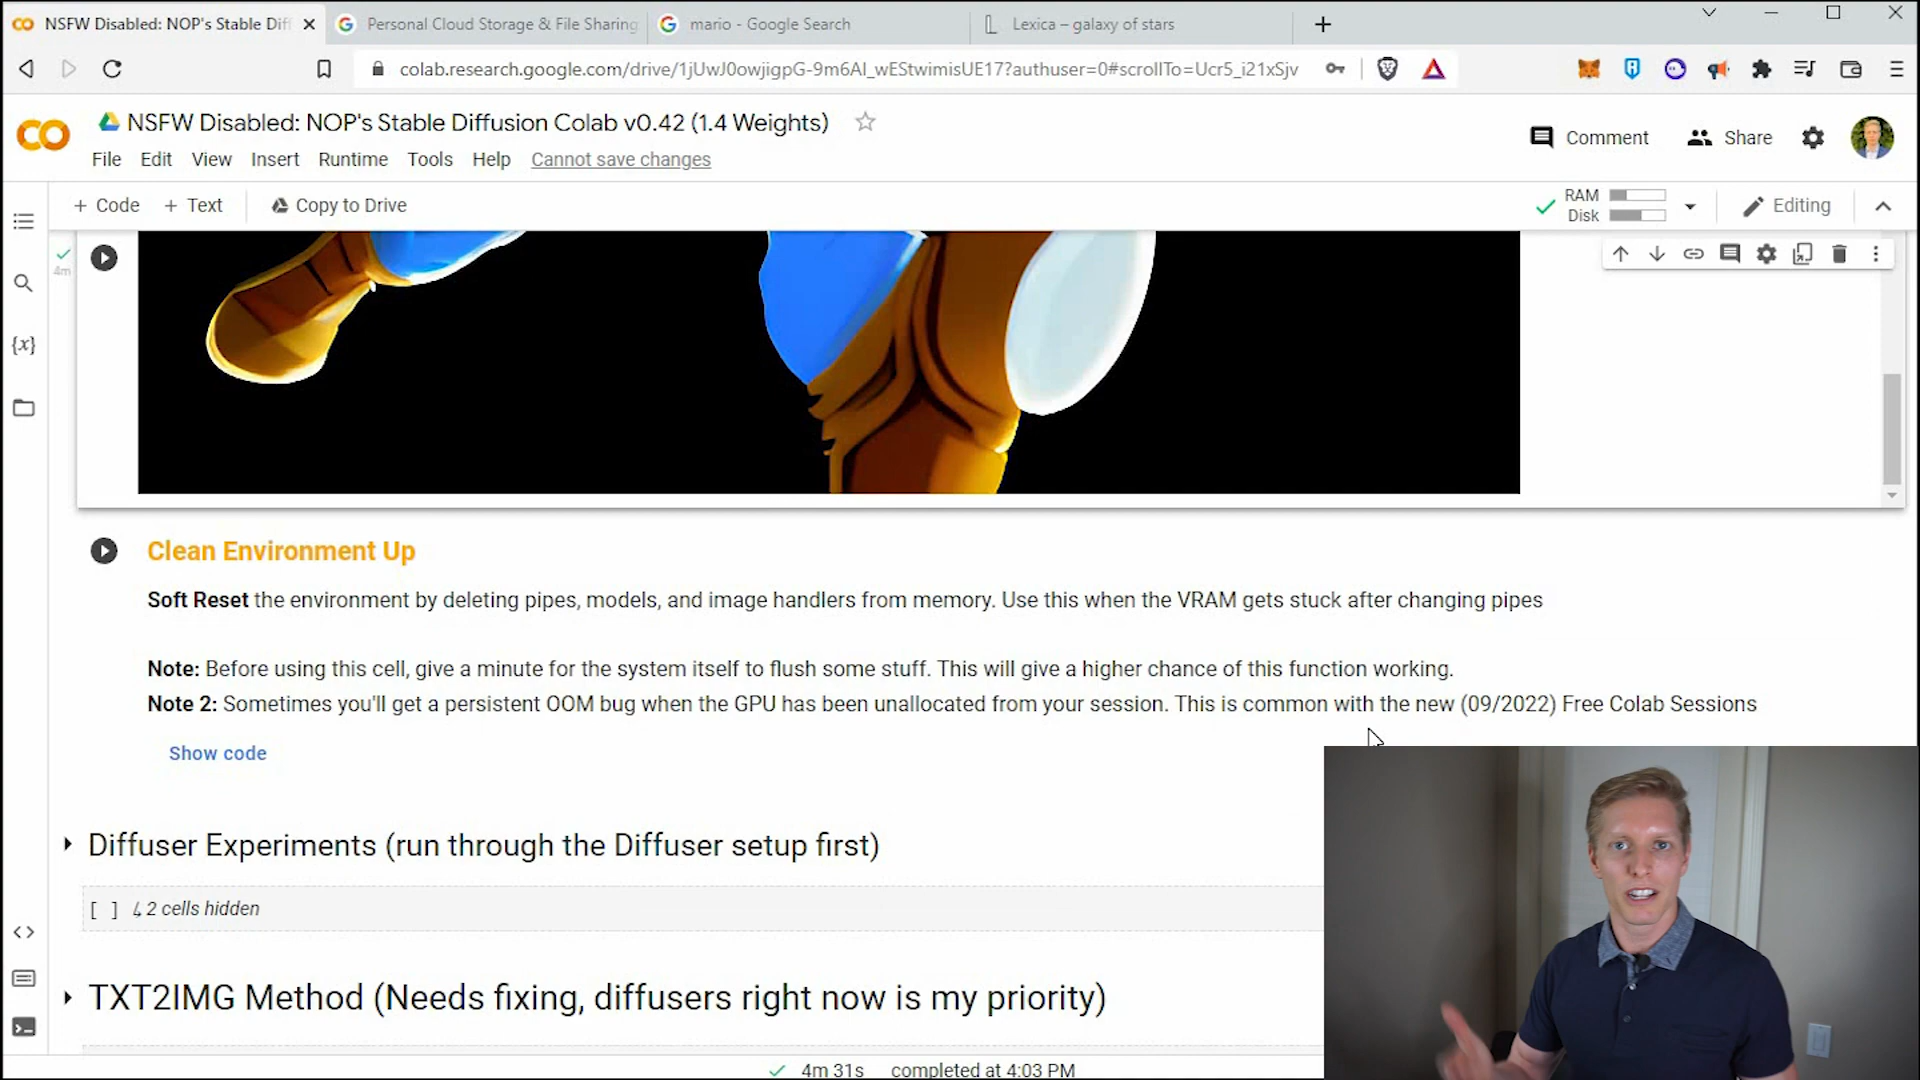 NSFW Disabled: NOP's Stable Dif
Personal Cloud Storage & File Sharing
mario - Google Search
Lexica – galaxy of stars
colab.research.google.com/drive/1jUwJ0owjigpG-9m6AI_wEStwimisUE17?authuser=0#scrollTo=Ucr5_i21xSjv
NSFW Disabled: NOP's Stable Diffusion Colab v0.42 (1.4 Weights)
Comment
Share
File Edit View Insert Runtime Tools Help Cannot save changes
+ Code + Text Copy to Drive
RAM
Disk
Editing
4m
{x}
Clean Environment Up
Soft Reset the environment by deleting pipes, models, and image handlers from memory. Use this when the VRAM gets stuck after changing pipes
Note: Before using this cell, give a minute for the system itself to flush some stuff. This will give a higher chance of this function working.
Note 2: Sometimes you'll get a persistent OOM bug when the GPU has been unallocated from your session. This is common with the new (09/2022) Free Colab Sessions
Show code
Diffuser Experiments (run through the Diffuser setup first)
[ ] ↳ 2 cells hidden
TXT2IMG Method (Needs fixing, diffusers right now is my priority)
4m 31s completed at 4:03 PM